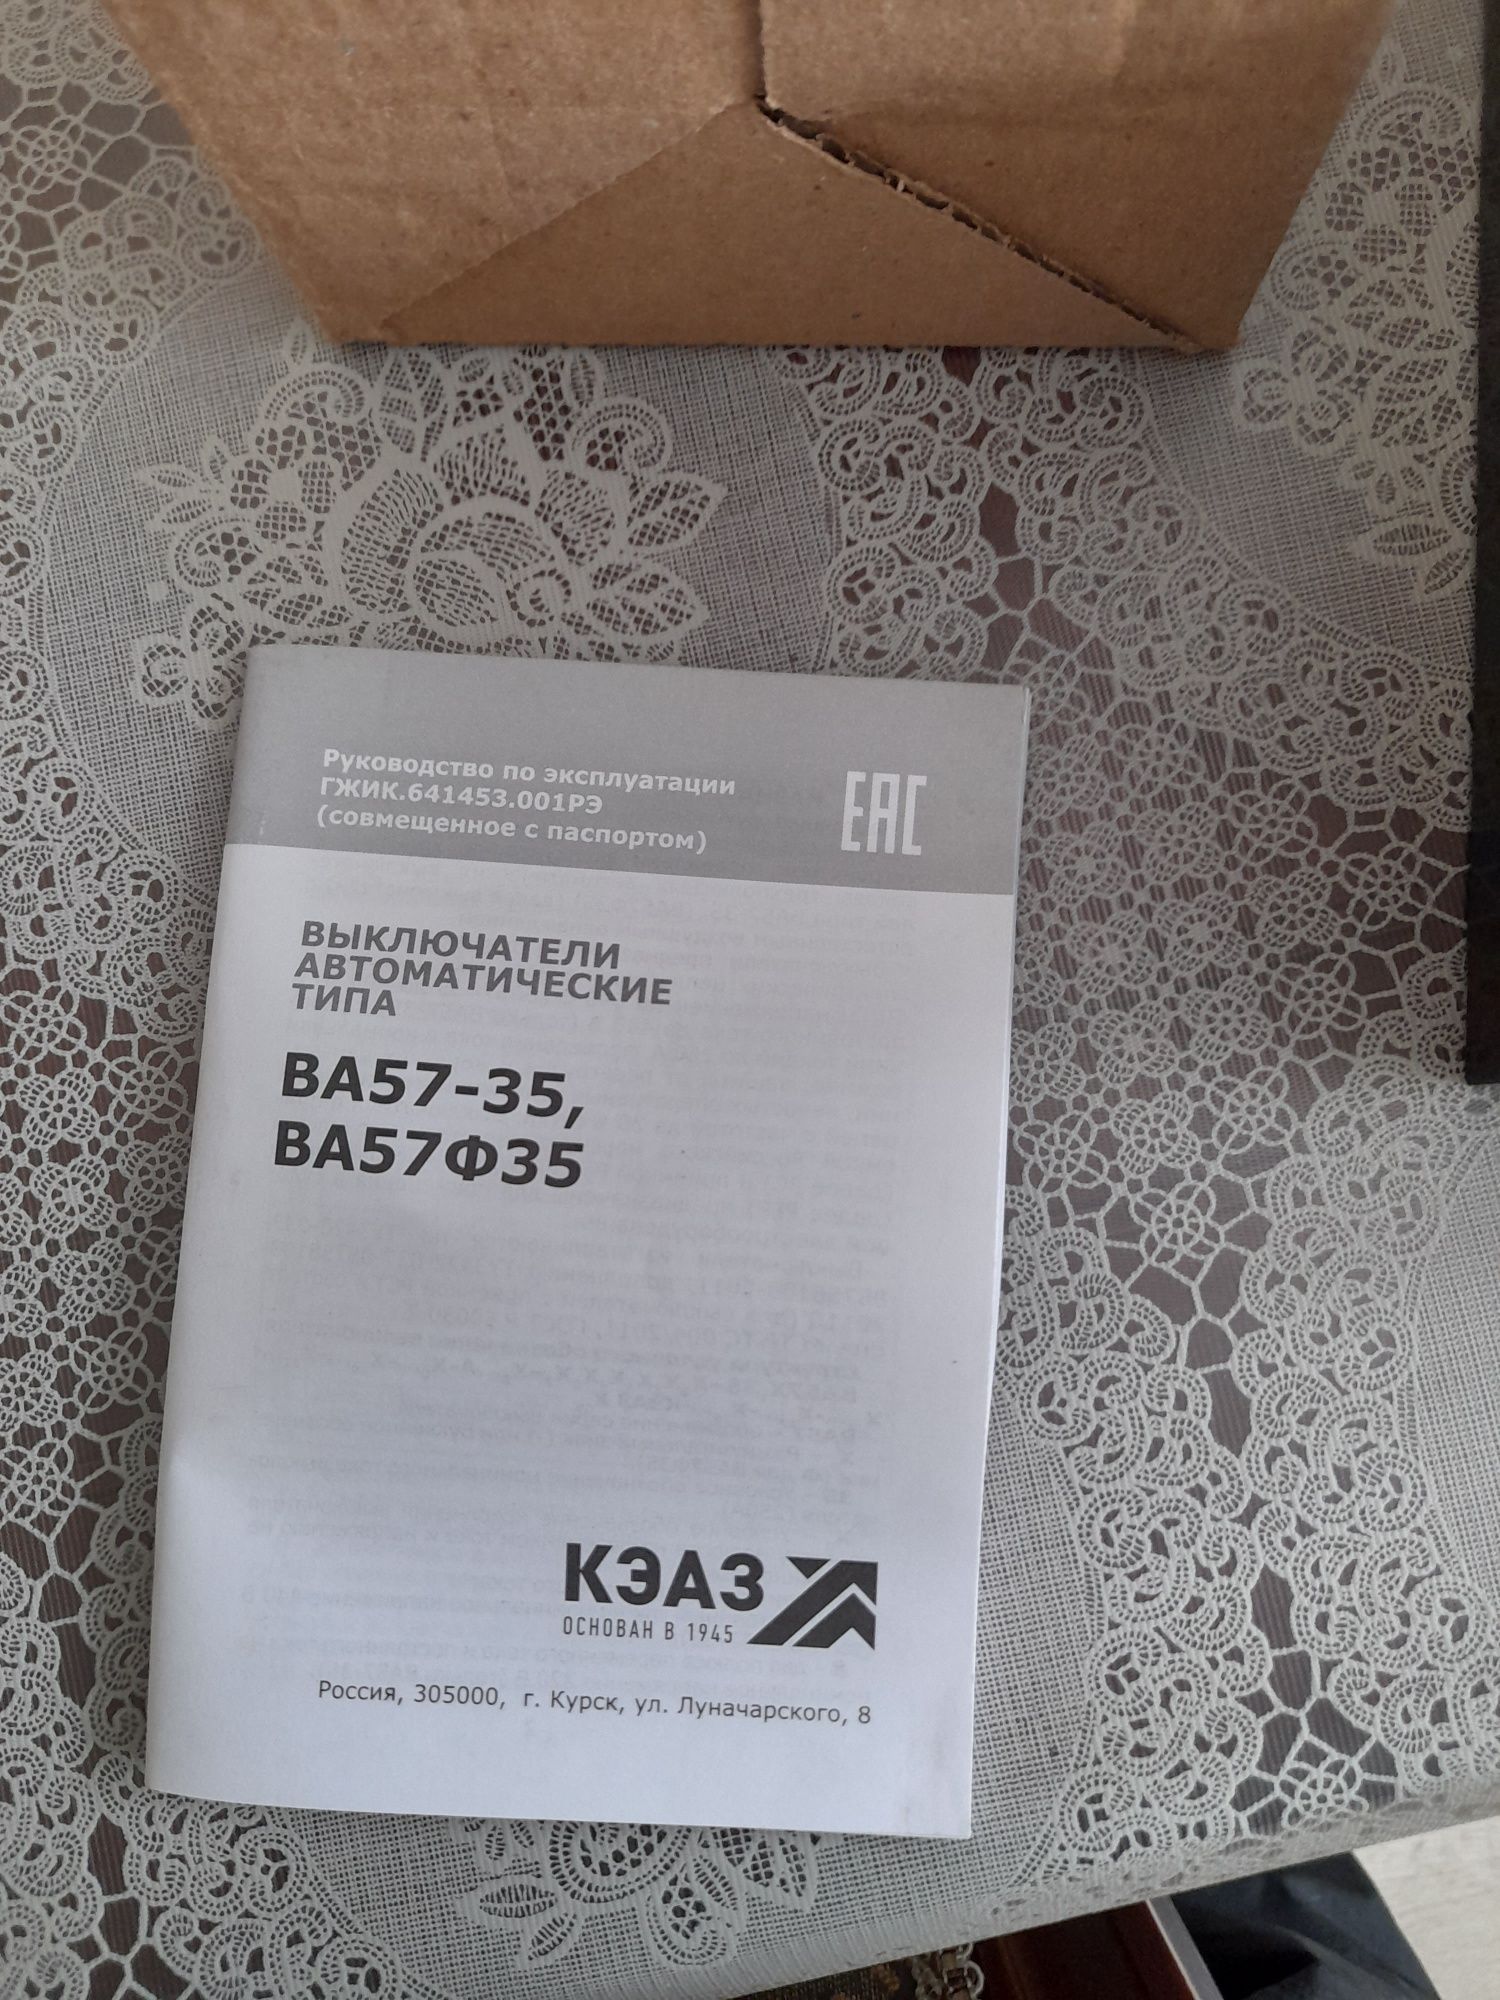 Руководство по эксплуатации
ГЖИК.641453.001РЭ
(совмещенное с паспортом)
ЕАС
ВЫКЛЮЧАТЕЛИ
АВТОМАТИЧЕСКИЕ
ТИПА
ВА57-35,
ВА57Ф35
КЭАЗ
ОСНОВАН В 1945
Россия, 305000, г. Курск, ул. Луначарского, 8